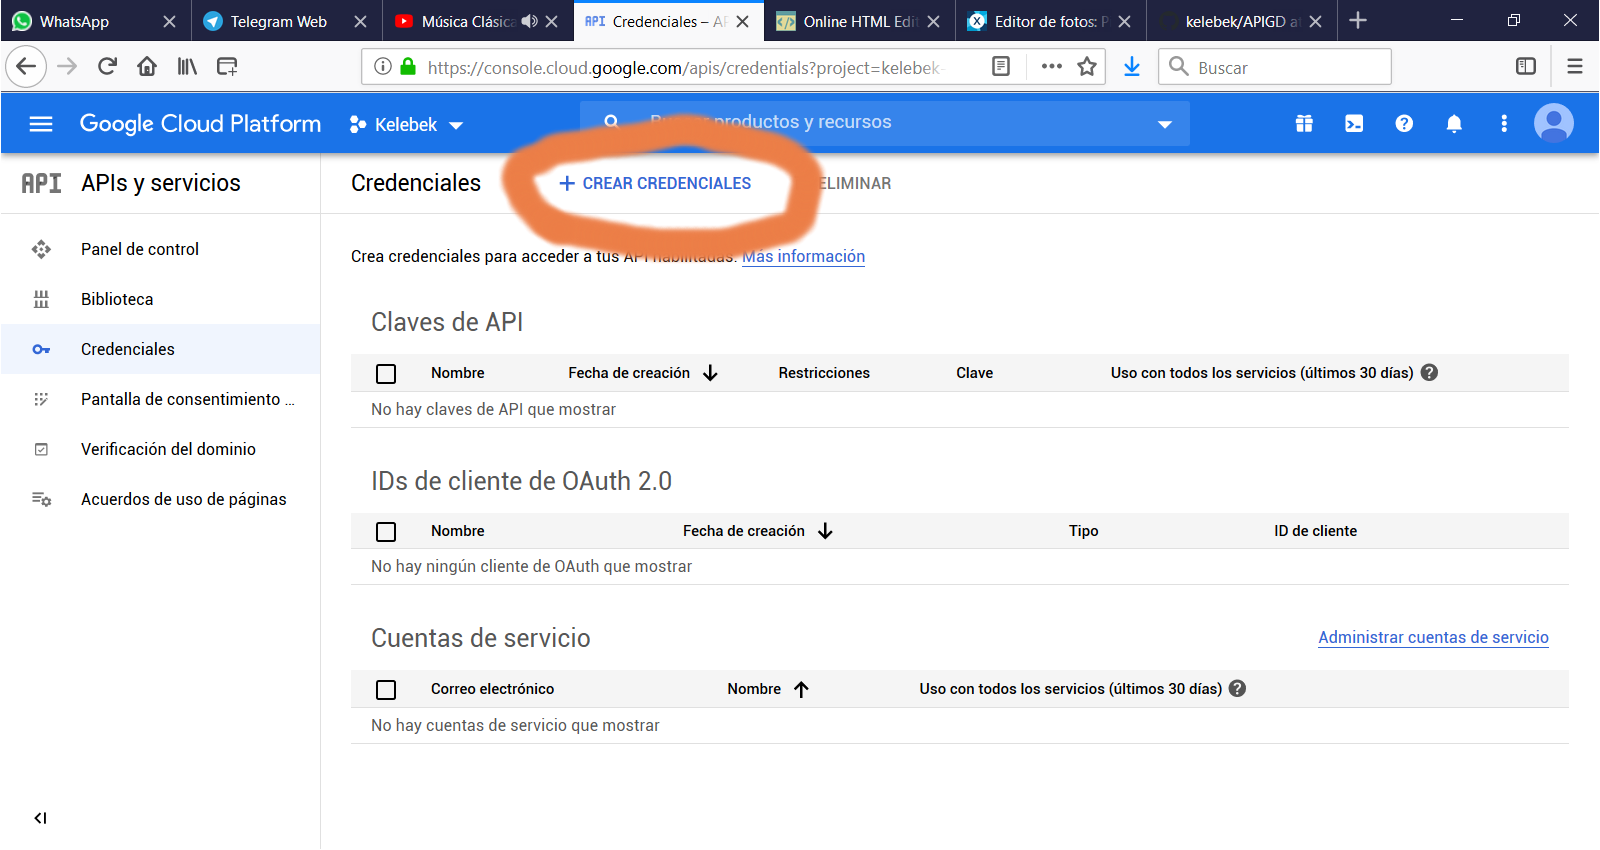 WhatsApp
Telegram Web
Música Clásica
API Credenciales – AP
Online HTML Edit
Editor de fotos: P
kelebek/APIGD at
https://console.cloud.google.com/apis/credentials?project=kelebek-
Buscar
Google Cloud Platform
Kelebek
productos y recursos
API APIs y servicios
Credenciales
+ CREAR CREDENCIALES
ELIMINAR
Panel de control
Biblioteca
Credenciales
Pantalla de consentimiento ...
Verificación del dominio
Acuerdos de uso de páginas
Crea credenciales para acceder a tus API habilitadas. Más información
Claves de API
Nombre Fecha de creación Restricciones Clave Uso con todos los servicios (últimos 30 días)
No hay claves de API que mostrar
IDs de cliente de OAuth 2.0
Nombre Fecha de creación Tipo ID de cliente
No hay ningún cliente de OAuth que mostrar
Cuentas de servicio
Administrar cuentas de servicio
Correo electrónico Nombre Uso con todos los servicios (últimos 30 días)
No hay cuentas de servicio que mostrar